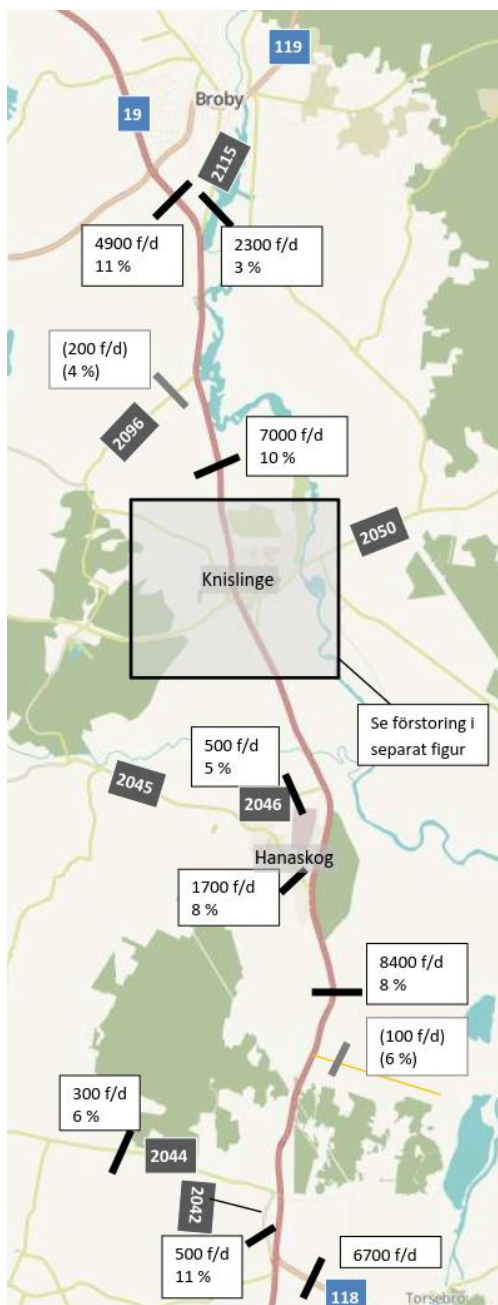 119
19
Broby
2115
4900 f/d
11 %
2300 f/d
3 %
(200 f/d)
(4 %)
2096
7000 f/d
10 %
2050
Knislinge
Se förstoring i
separat figur
500 f/d
5 %
2045
2046
Hanaskog
1700 f/d
8 %
8400 f/d
8 %
(100 f/d)
(6 %)
300 f/d
6 %
2044
2042
500 f/d
11 %
6700 f/d
118
Torsebro